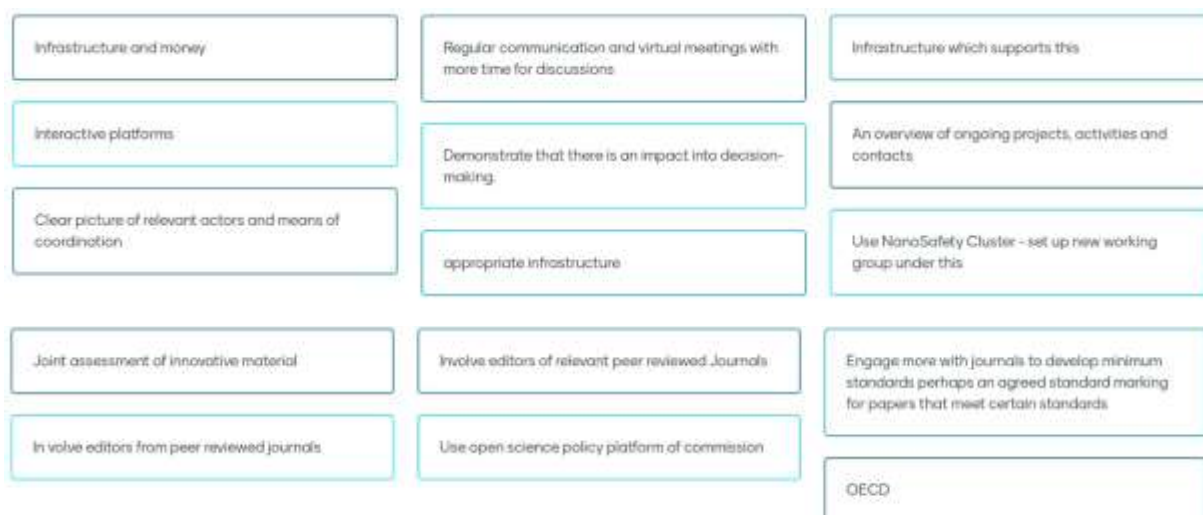 Infrastructure and money
Interactive platforms
Clear picture of relevant actors and means of
coordination
Regular communication and virtual meetings with
more time for discussions
Demonstrate that there is an impact into decision-
making.
appropriate infrastructure
Infrastructure which supports this
An overview of ongoing projects, activities and
contacts
Use NanoSafety Cluster - set up new working
group under this
Joint assessment of innovative material
In volve editors from peer reviewed journals
Involve editors of relevant peer reviewed Journals
Use open science policy platform of commission
Engage more with journals to develop minimum
standards perhaps an agreed standard marking
for papers that meet certain standards
OECD